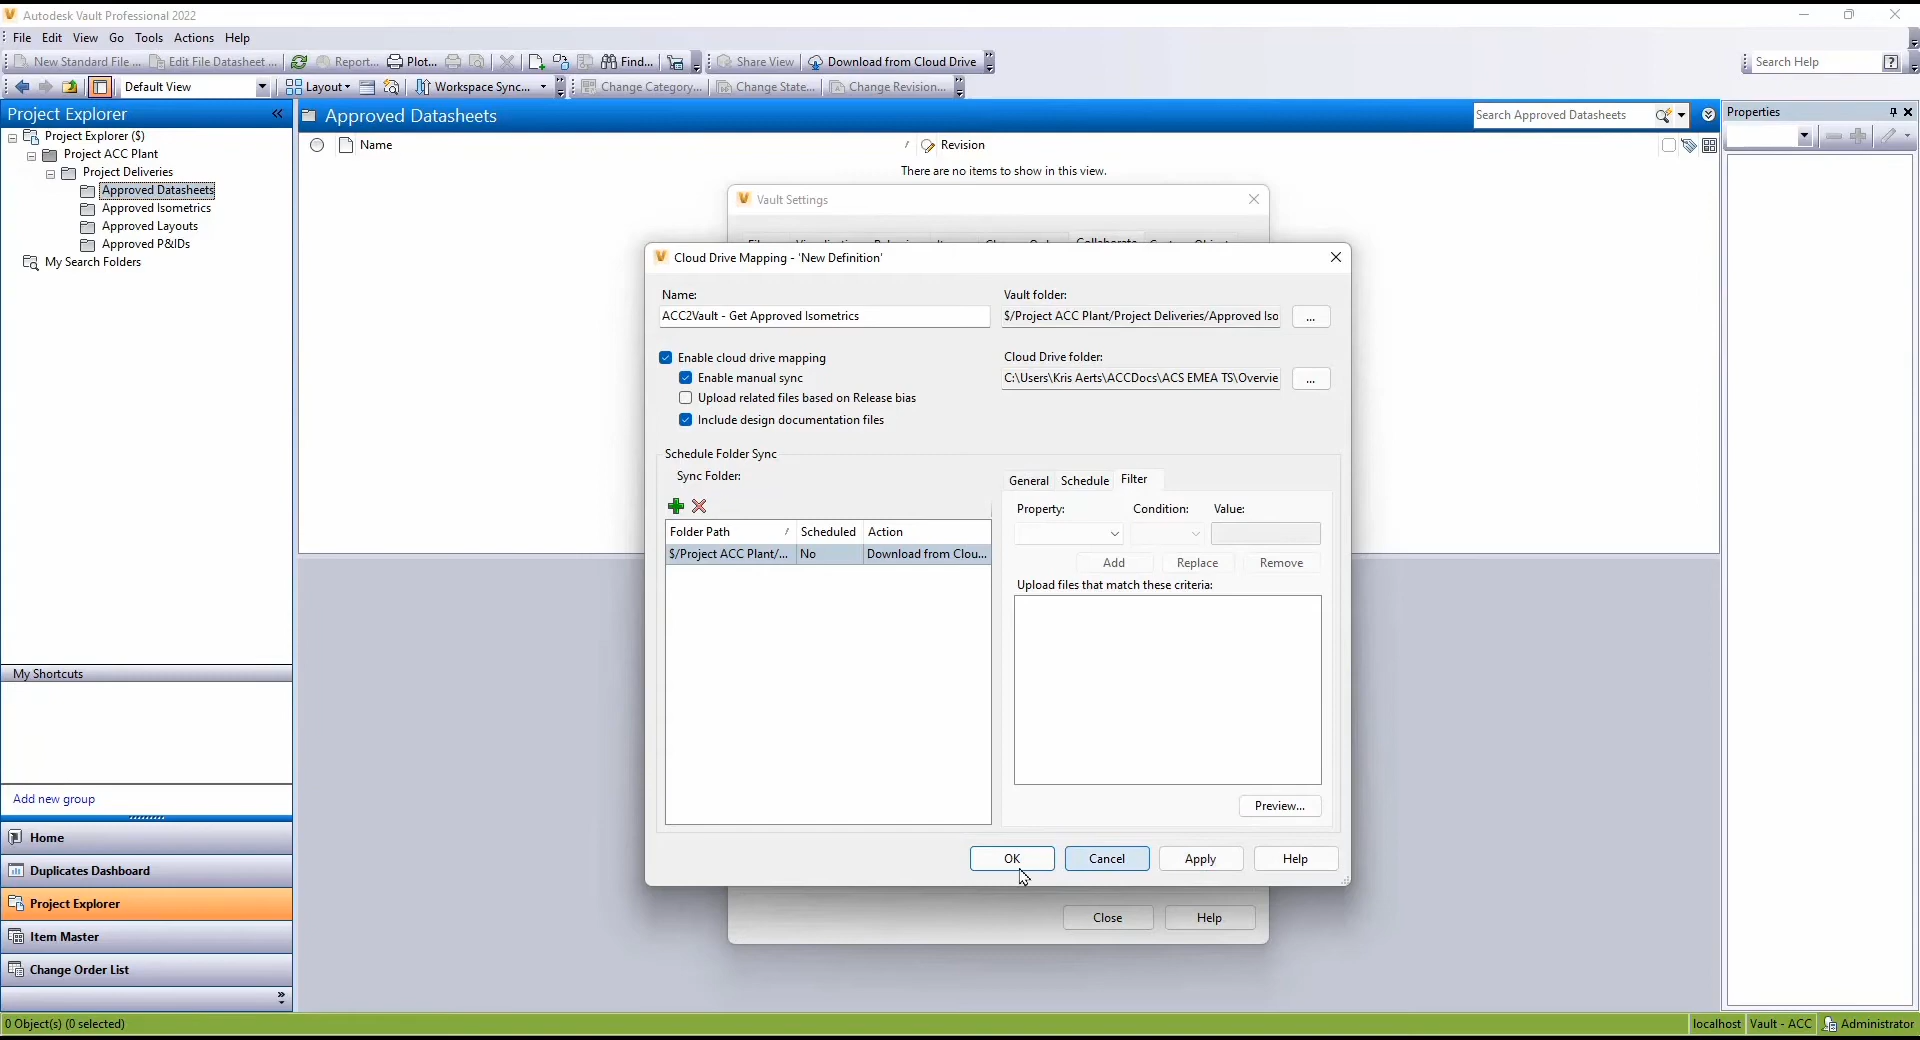 Autodesk Vault Professional 2022
File Edit View Go Tools Actions Help
New Standard File ... Edit File Datasheet ... Report... Plot... Find... Share View Download from Cloud Drive Search Help
Default View Layout Workspace Sync... Change Category... Change State... Change Revision...
Project Explorer
Project Explorer ($)
Project ACC Plant
Project Deliveries
Approved Datasheets
Approved Isometrics
Approved Layouts
Approved P&IDs
My Search Folders
My Shortcuts
Add new group
Home
Duplicates Dashboard
Project Explorer
Item Master
Change Order List
Approved Datasheets
Search Approved Datasheets
Name Revision
There are no items to show in this view.
Properties
Vault Settings
Collaborate
Cloud Drive Mapping - 'New Definition'
Name: Vault folder:
ACC2Vault - Get Approved Isometrics $/Project ACC Plant/Project Deliveries/Approved Iso ...
Enable cloud drive mapping Cloud Drive folder:
Enable manual sync C:\Users\Kris Aerts\ACCDocs\ACS EMEA TS\Overvie ...
Upload related files based on Release bias
Include design documentation files
Schedule Folder Sync
Sync Folder:
General Schedule Filter
Property: Condition: Value:
Folder Path Scheduled Action
$/Project ACC Plant/... No Download from Clou...
Add Replace Remove
Upload files that match these criteria:
Preview...
OK Cancel Apply Help
Close Help
0 Object(s) (0 selected) localhost Vault - ACC Administrator